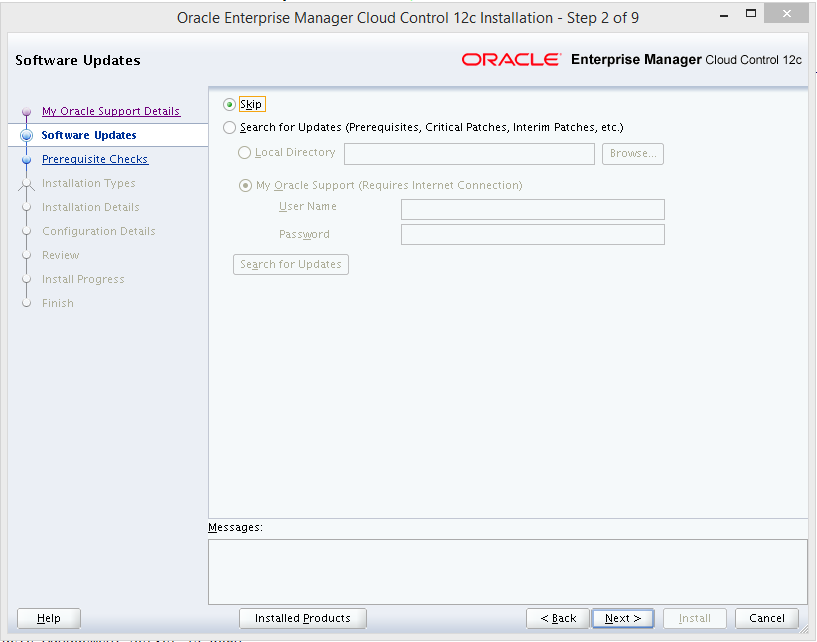 Oracle Enterprise Manager Cloud Control 12c Installation - Step 2 of 9
Software Updates
ORACLE Enterprise Manager Cloud Control 12c
My Oracle Support Details
Software Updates
Prerequisite Checks
Installation Types
Installation Details
Configuration Details
Review
Install Progress
Finish
Skip
Search for Updates (Prerequisites, Critical Patches, Interim Patches, etc.)
Local Directory
Browse...
My Oracle Support (Requires Internet Connection)
User Name
Password
Search for Updates
Messages:
Help
Installed Products
< Back
Next >
Install
Cancel